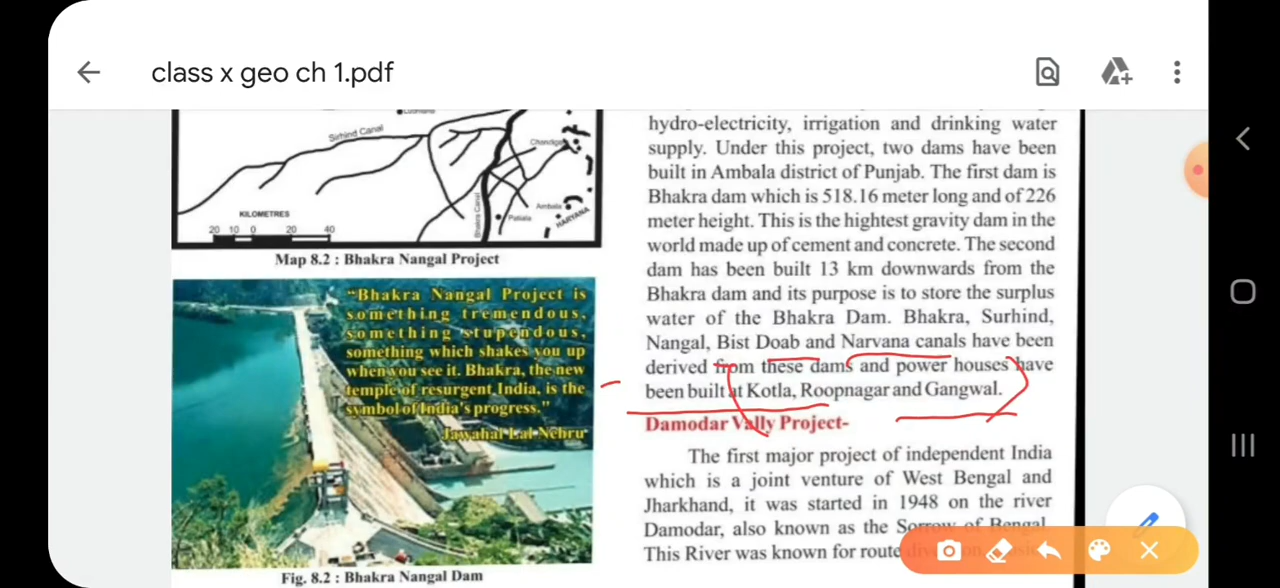 class x geo ch 1.pdf
Sirhind Canal
Chandigarh
Bhakra Canal
Patiala
Ambala
HARYANA
KILOMETRES
20 10 0 20 40
Map 8.2 : Bhakra Nangal Project
"Bhakra Nangal Project is
something tremendous,
something stupendous,
something which shakes you up
when you see it. Bhakra, the new
temple of resurgent India, is the
symbol of India's progress."
Jawahal Lal Nehru
Fig. 8.2 : Bhakra Nangal Dam
hydro-electricity, irrigation and drinking water
supply. Under this project, two dams have been
built in Ambala district of Punjab. The first dam is
Bhakra dam which is 518.16 meter long and of 226
meter height. This is the highest gravity dam in the
world made up of cement and concrete. The second
dam has been built 13 km downwards from the
Bhakra dam and its purpose is to store the surplus
water of the Bhakra Dam. Bhakra, Surhind,
Nangal, Bist Doab and Narvana canals have been
derived from these dams and power houses have
been built at Kotla, Roopnagar and Gangwal.
Damodar Vally Project-
The first major project of independent India
which is a joint venture of West Bengal and
Jharkhand, it was started in 1948 on the river
Damodar, also known as the Sorrow of Bengal.
This River was known for route